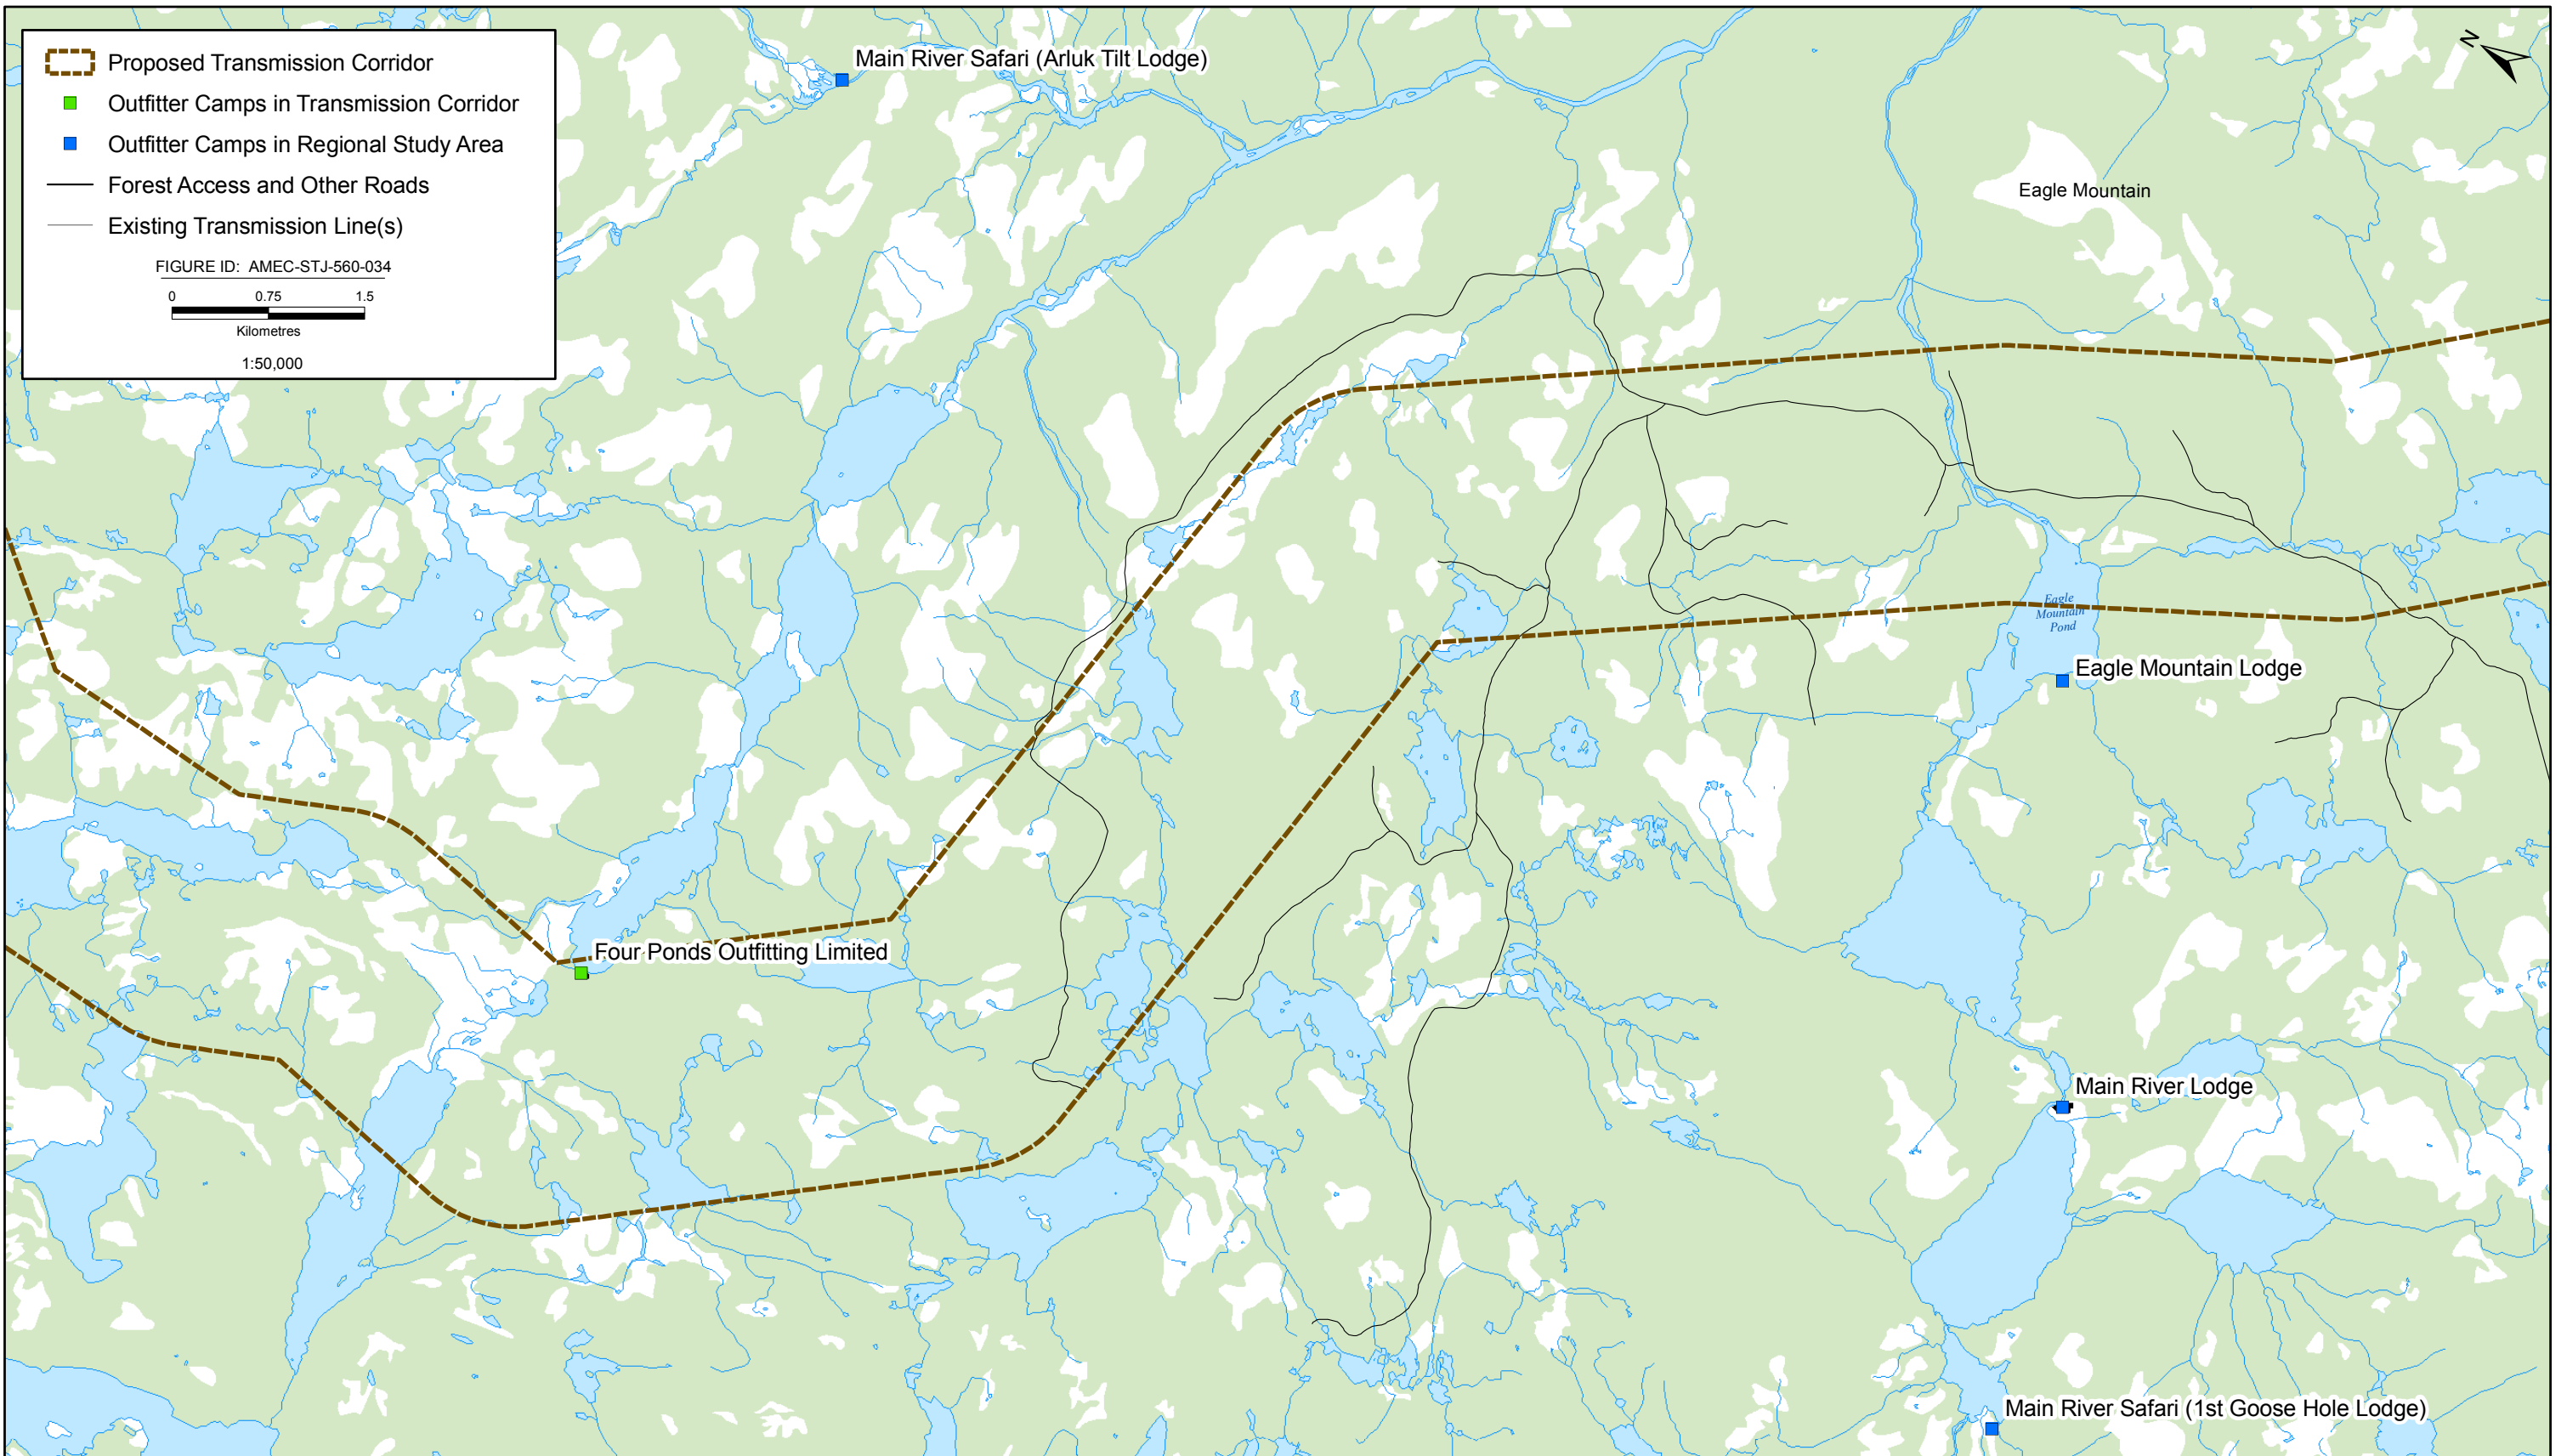 Proposed Transmission Corridor
Outfitter Camps in Transmission Corridor
Outfitter Camps in Regional Study Area
Forest Access and Other Roads
Existing Transmission Line(s)
FIGURE ID: AMEC-STJ-560-034
0 0.75 1.5
Kilometres
1:50,000
Main River Safari (Arluk Tilt Lodge)
N
Eagle Mountain
Eagle
Mountain
Pond
Eagle Mountain Lodge
Four Ponds Outfitting Limited
Main River Lodge
Main River Safari (1st Goose Hole Lodge)